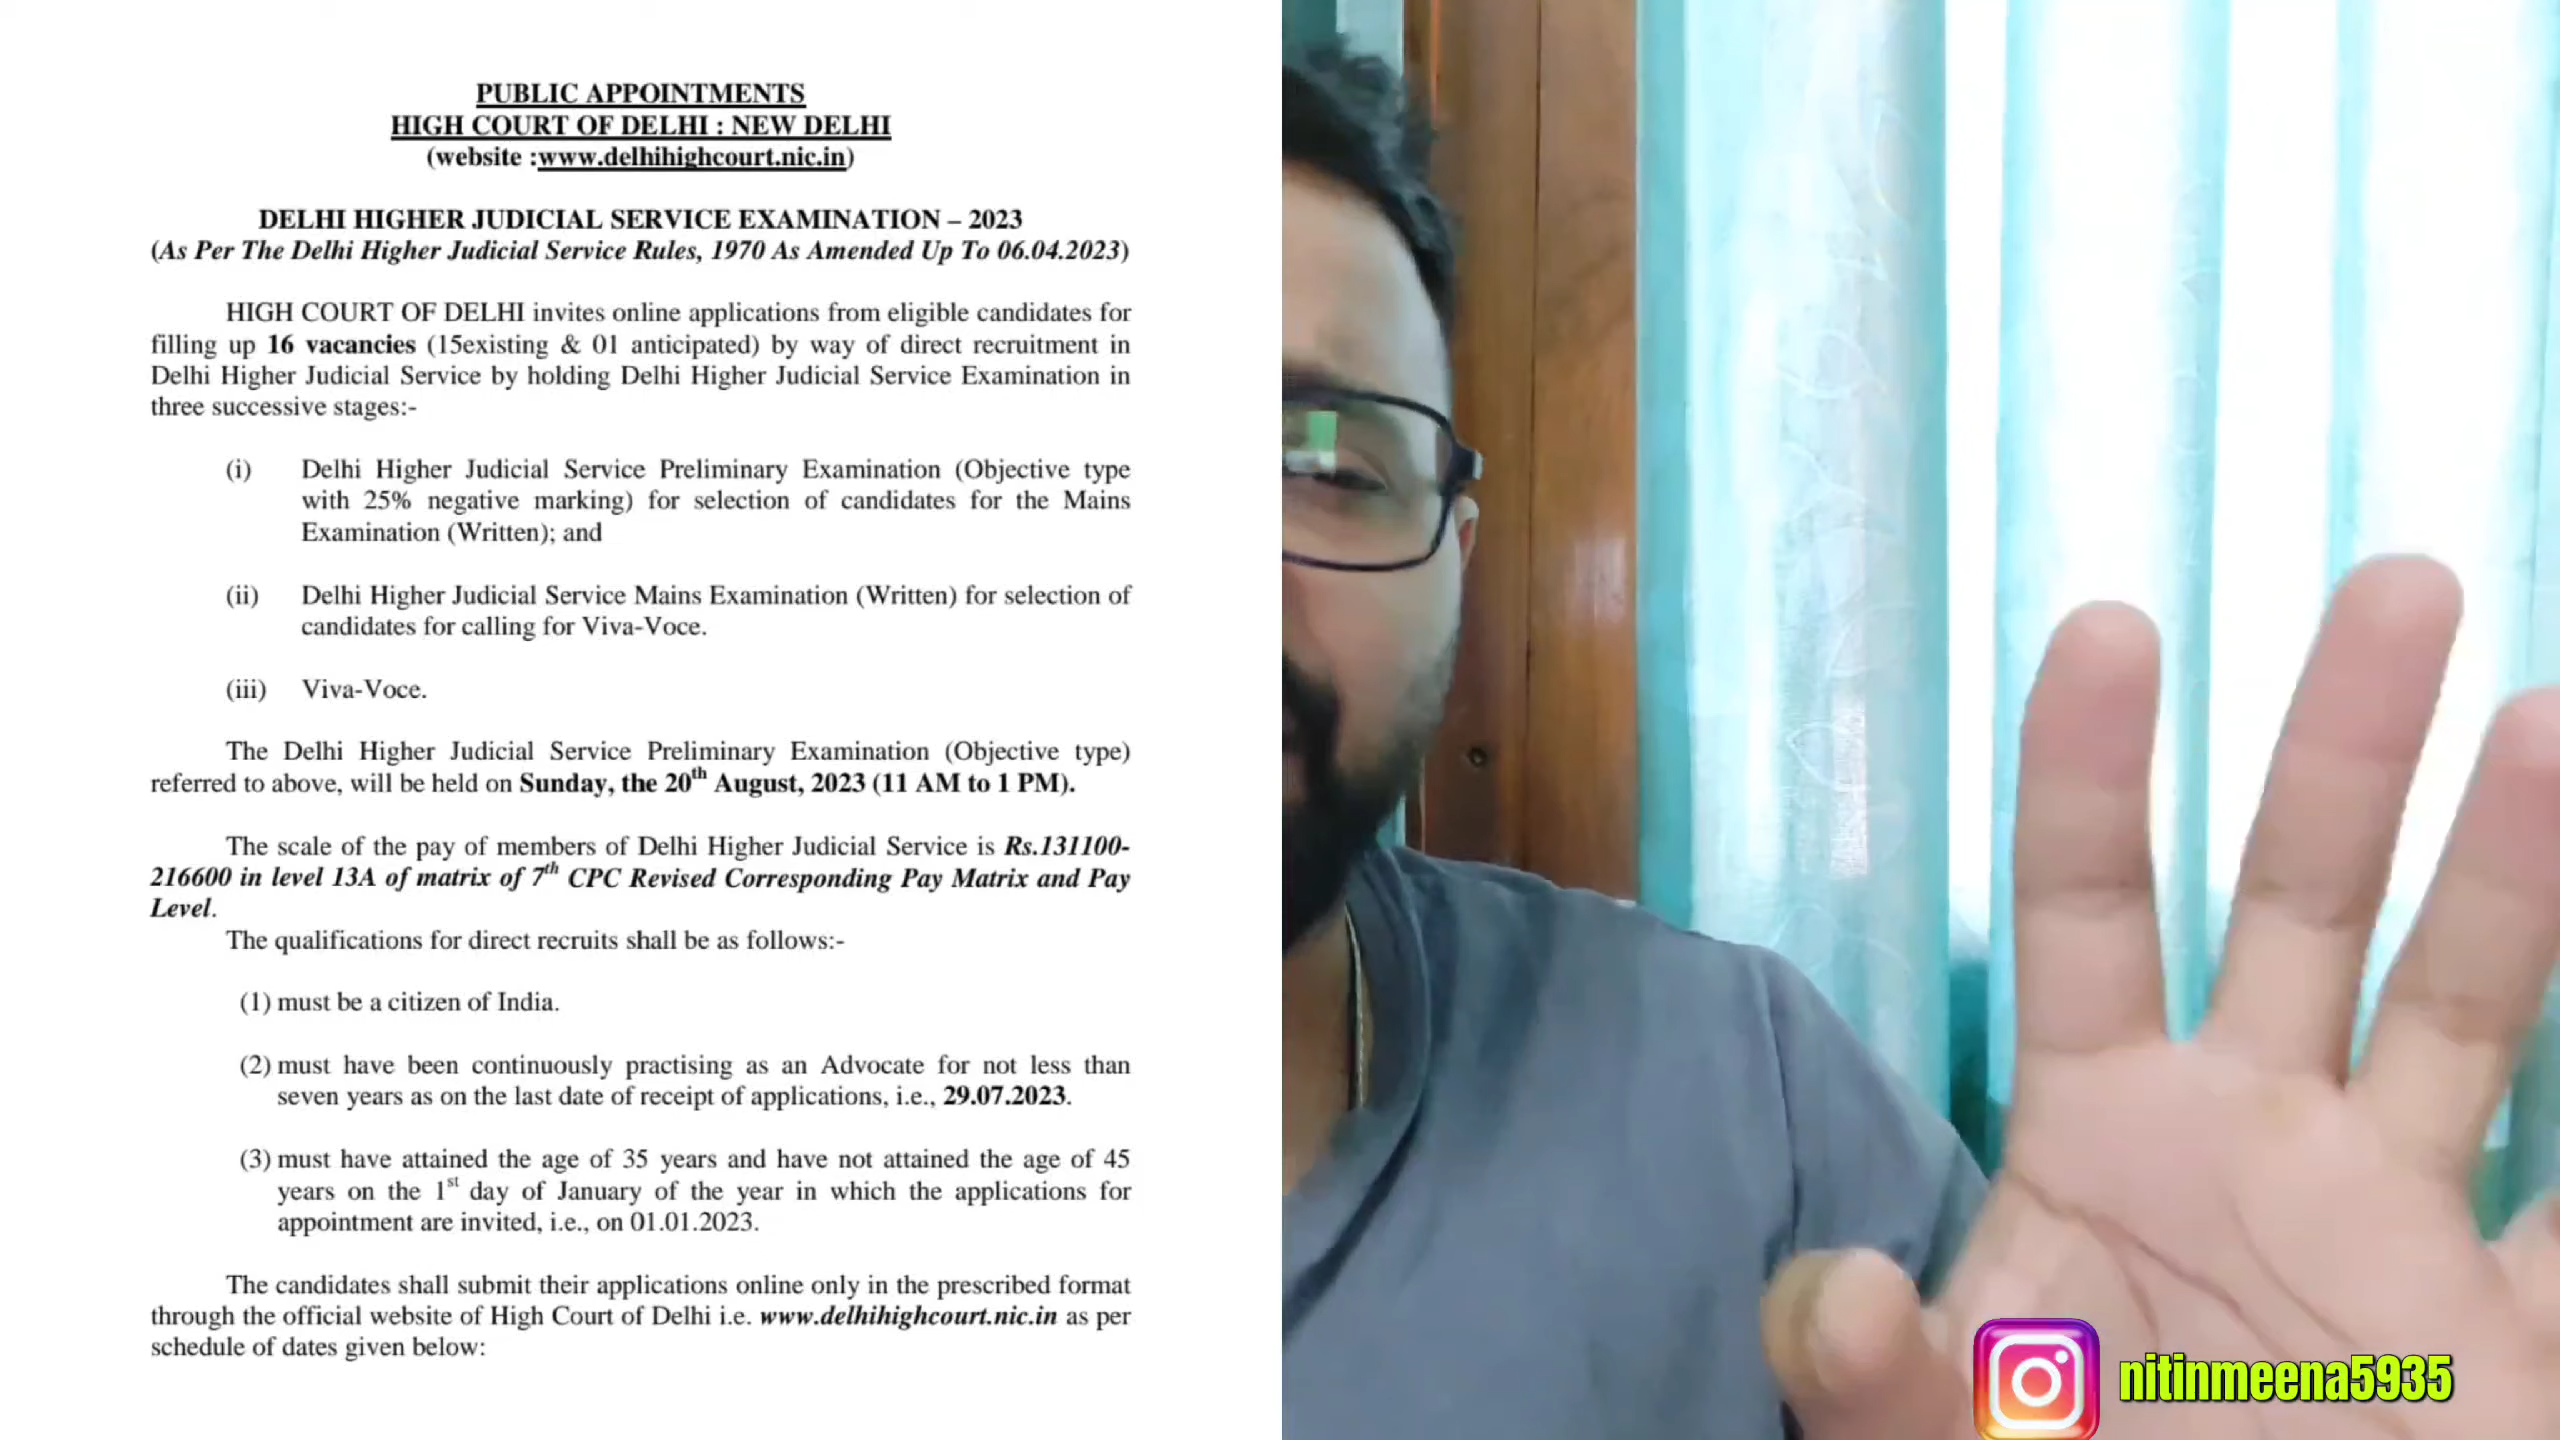 PUBLIC APPOINTMENTS
HIGH COURT OF DELHI : NEW DELHI
(website :www.delhihighcourt.nic.in)
DELHI HIGHER JUDICIAL SERVICE EXAMINATION – 2023
(As Per The Delhi Higher Judicial Service Rules, 1970 As Amended Up To 06.04.2023)
HIGH COURT OF DELHI invites online applications from eligible candidates for
filling up 16 vacancies (15existing & 01 anticipated) by way of direct recruitment in
Delhi Higher Judicial Service by holding Delhi Higher Judicial Service Examination in
three successive stages:-
(i) Delhi Higher Judicial Service Preliminary Examination (Objective type
with 25% negative marking) for selection of candidates for the Mains
Examination (Written); and
(ii) Delhi Higher Judicial Service Mains Examination (Written) for selection of
candidates for calling for Viva-Voce.
(iii) Viva-Voce.
The Delhi Higher Judicial Service Preliminary Examination (Objective type)
referred to above, will be held on Sunday, the 20th August, 2023 (11 AM to 1 PM).
The scale of the pay of members of Delhi Higher Judicial Service is Rs.131100-
216600 in level 13A of matrix of 7th CPC Revised Corresponding Pay Matrix and Pay
Level.
The qualifications for direct recruits shall be as follows:-
(1) must be a citizen of India.
(2) must have been continuously practising as an Advocate for not less than
seven years as on the last date of receipt of applications, i.e., 29.07.2023.
(3) must have attained the age of 35 years and have not attained the age of 45
years on the 1st day of January of the year in which the applications for
appointment are invited, i.e., on 01.01.2023.
The candidates shall submit their applications online only in the prescribed format
through the official website of High Court of Delhi i.e. www.delhihighcourt.nic.in as per
schedule of dates given below:
nitinmeena5935